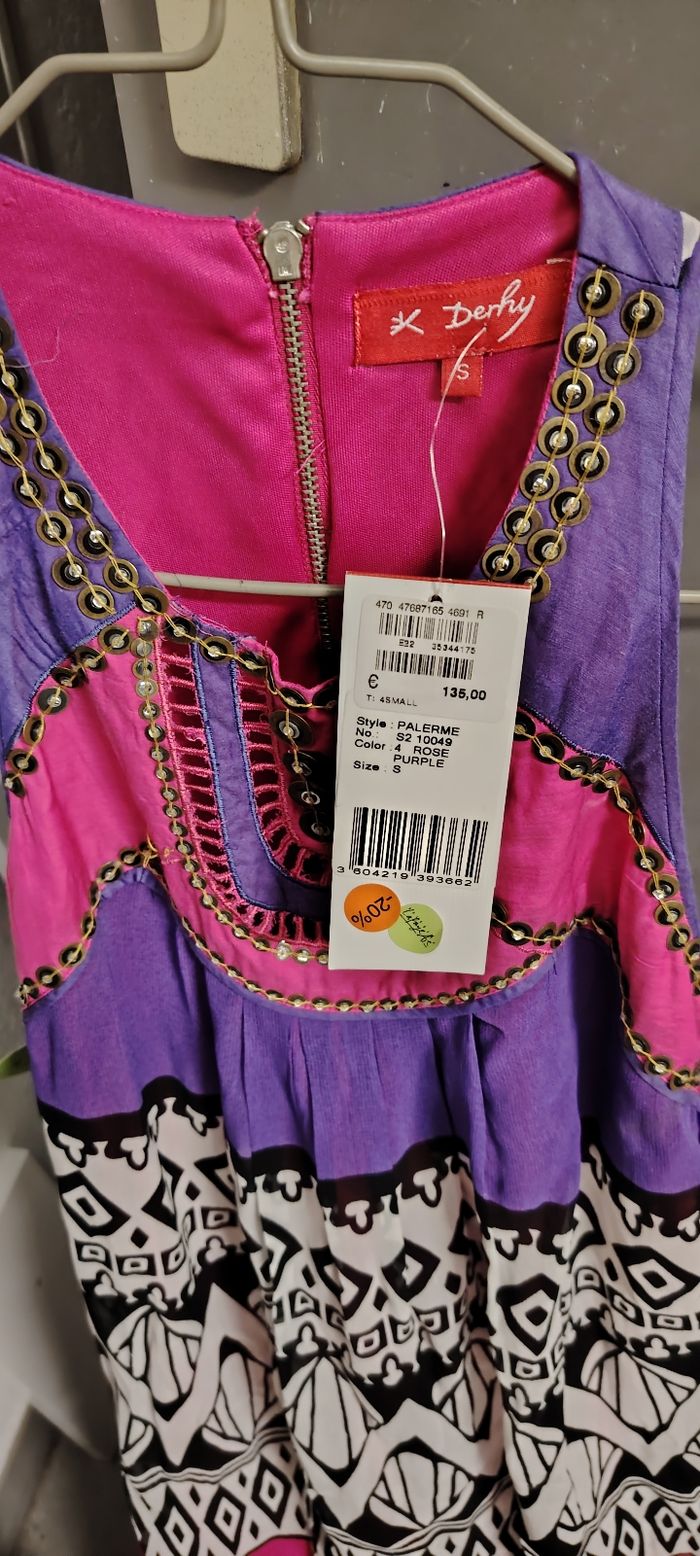 Derhy
S
470 47687165 4691 R
E22 35344175
€ 135,00
T: 4SMALL
Style : PALERME
No : S2 10049
Color : 4 ROSE
PURPLE
Size : S
3 604219 393662
-20%